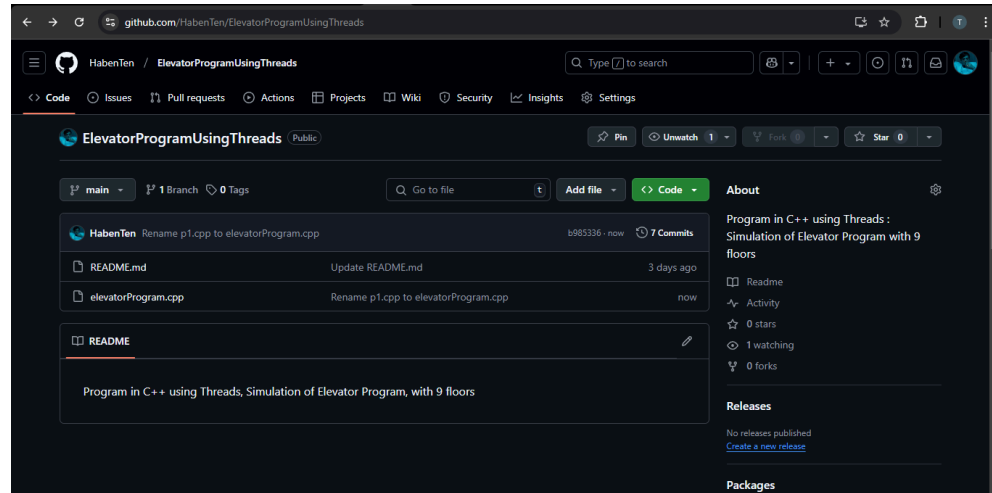 github.com/HabenTen/ElevatorProgramUsingThreads
T
HabenTen / ElevatorProgramUsingThreads
Type / to search
<> Code Issues Pull requests Actions Projects Wiki Security Insights Settings
ElevatorProgramUsingThreads Public
Pin Unwatch 1 Fork 0 Star 0
main 1 Branch 0 Tags
Go to file t Add file <> Code
HabenTen Rename p1.cpp to elevatorProgram.cpp b985336 · now 7 Commits
README.md Update README.md 3 days ago
elevatorProgram.cpp Rename p1.cpp to elevatorProgram.cpp now
README
Program in C++ using Threads, Simulation of Elevator Program, with 9 floors
About
Program in C++ using Threads :
Simulation of Elevator Program with 9
floors
Readme
Activity
0 stars
1 watching
0 forks
Releases
No releases published
Create a new release
Packages